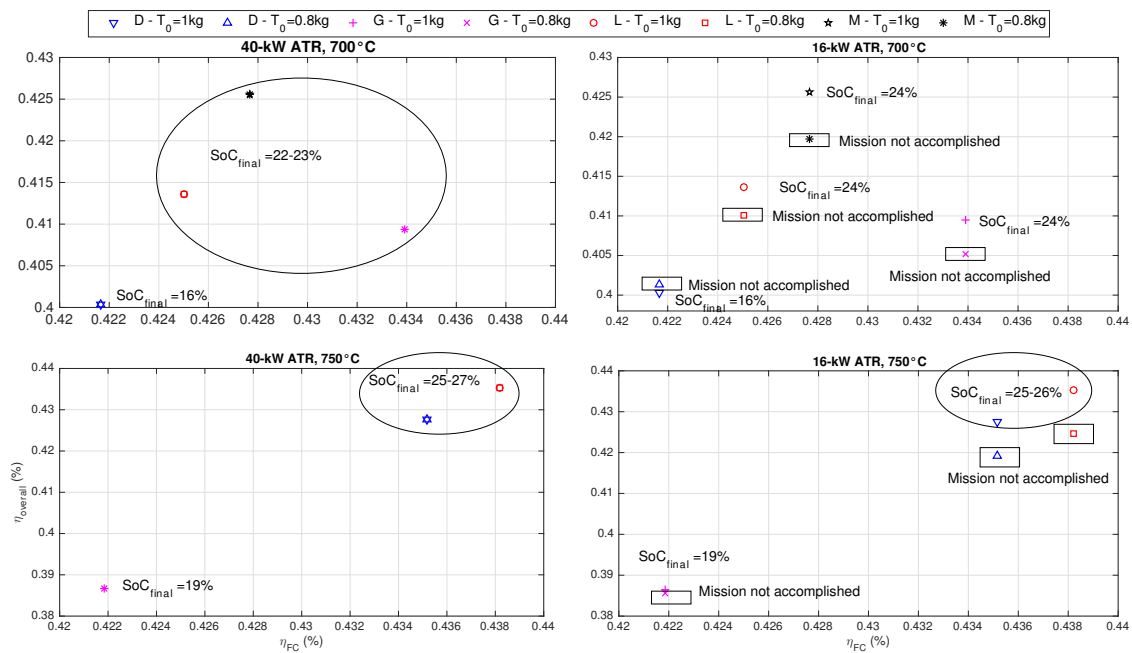 D - T0=1kg D - T0=0.8kg G - T0=1kg G - T0=0.8kg L - T0=1kg L - T0=0.8kg M - T0=1kg M - T0=0.8kg
40-kW ATR, 700°C
0.43
0.425
0.42
0.415
0.41
0.405
0.4
SoCfinal =22-23%
SoCfinal =16%
0.42 0.422 0.424 0.426 0.428 0.43 0.432 0.434 0.436 0.438 0.44
16-kW ATR, 700°C
0.43
0.425
0.42
0.415
0.41
0.405
0.4
SoCfinal =24%
Mission not accomplished
SoCfinal =24%
Mission not accomplished
SoCfinal =24%
Mission not accomplished
Mission not accomplished
SoCfinal =16%
0.42 0.422 0.424 0.426 0.428 0.43 0.432 0.434 0.436 0.438 0.44
40-kW ATR, 750°C
0.44
0.43
0.42
0.41
0.4
0.39
0.38
ηoverall (%)
SoCfinal =25-27%
SoCfinal =19%
0.42 0.422 0.424 0.426 0.428 0.43 0.432 0.434 0.436 0.438 0.44
ηFC (%)
16-kW ATR, 750°C
0.44
0.43
0.42
0.41
0.4
0.39
0.38
SoCfinal =25-26%
Mission not accomplished
SoCfinal =19%
Mission not accomplished
0.42 0.422 0.424 0.426 0.428 0.43 0.432 0.434 0.436 0.438 0.44
ηFC (%)